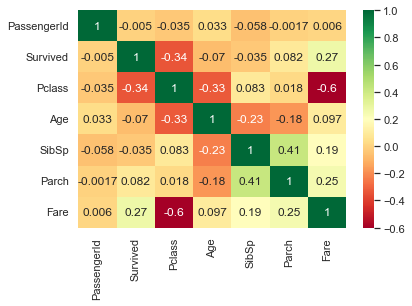 PassengerId 1 -0.005 -0.035 0.033 -0.058 -0.0017 0.006
Survived -0.005 1 -0.34 -0.07 -0.035 0.082 0.27
Pclass -0.035 -0.34 1 -0.33 0.083 0.018 -0.6
Age 0.033 -0.07 -0.33 1 -0.23 -0.18 0.097
SibSp -0.058 -0.035 0.083 -0.23 1 0.41 0.19
Parch -0.0017 0.082 0.018 -0.18 0.41 1 0.25
Fare 0.006 0.27 -0.6 0.097 0.19 0.25 1
PassengerId Survived Pclass Age SibSp Parch Fare
1.0
0.8
0.6
0.4
0.2
0.0
−0.2
−0.4
−0.6